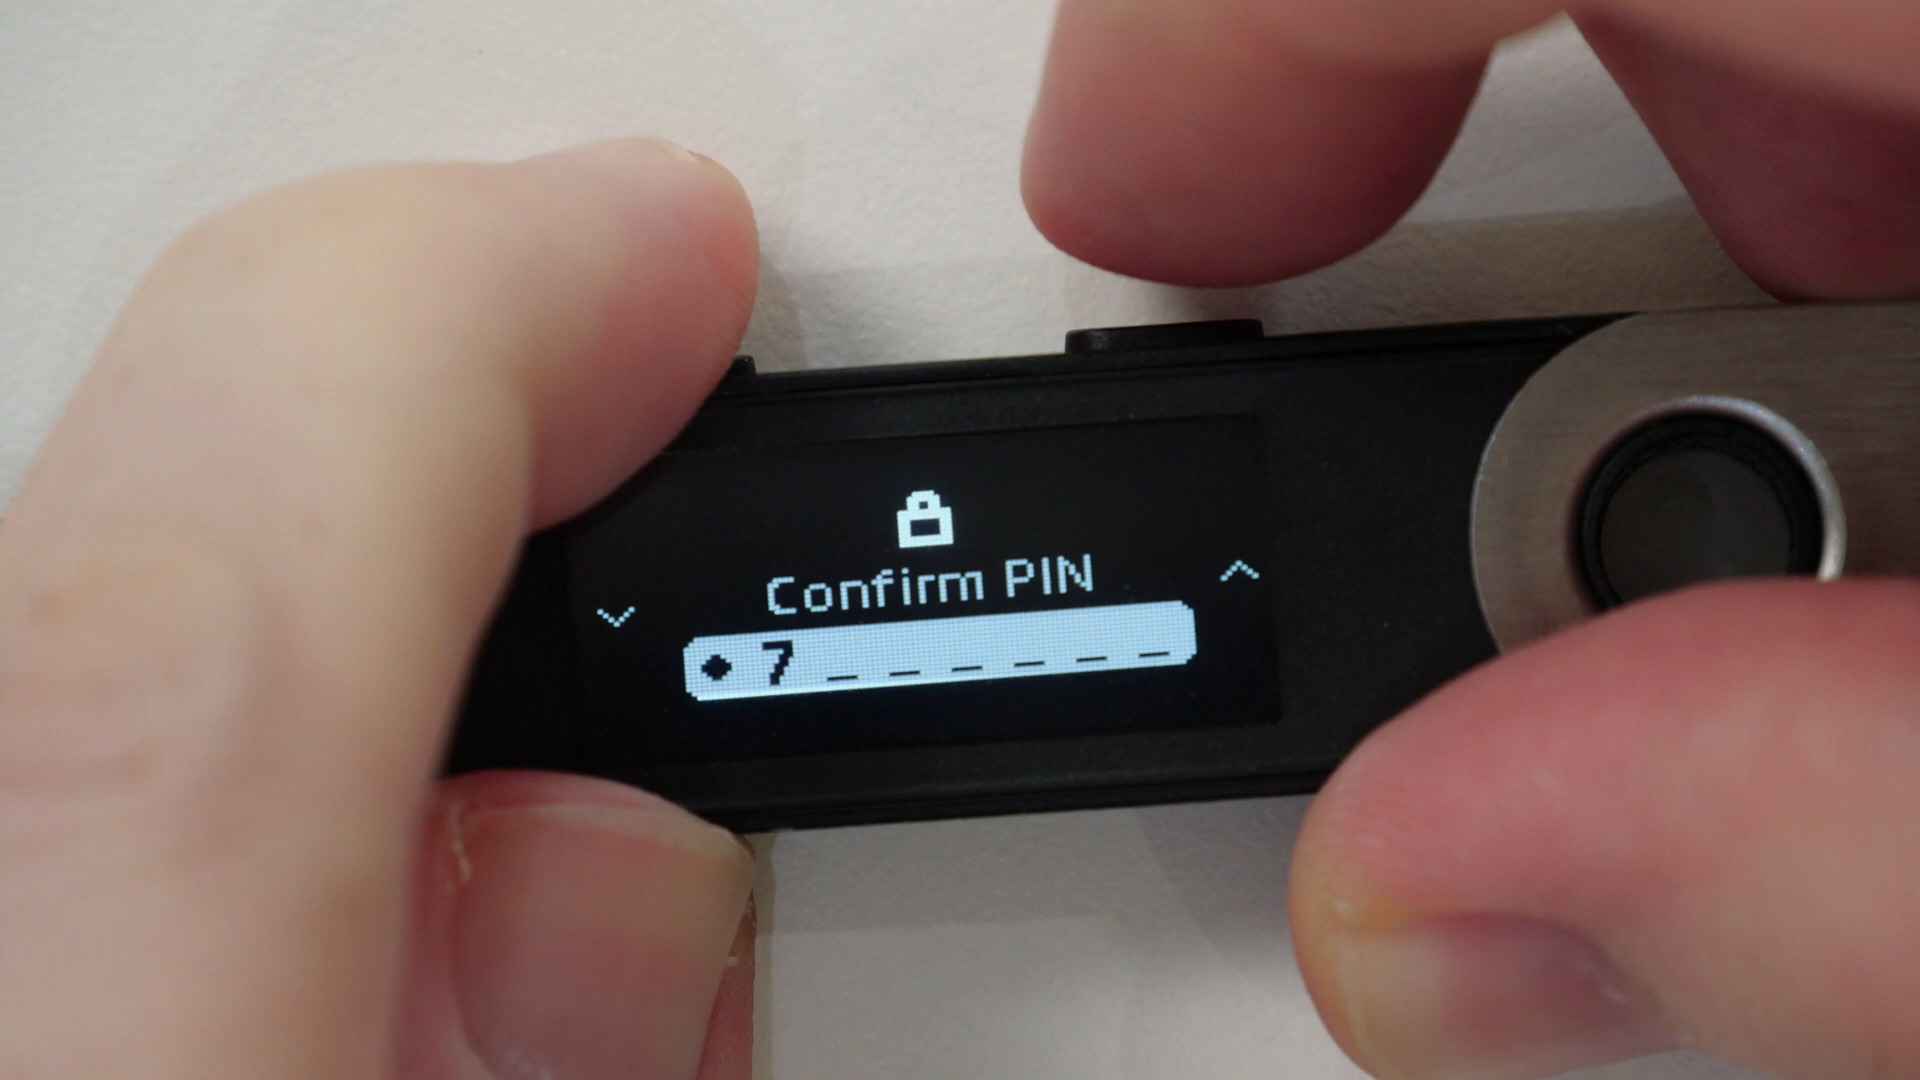 Confirm PIN
◆ 7 _ _ _ _ _ _